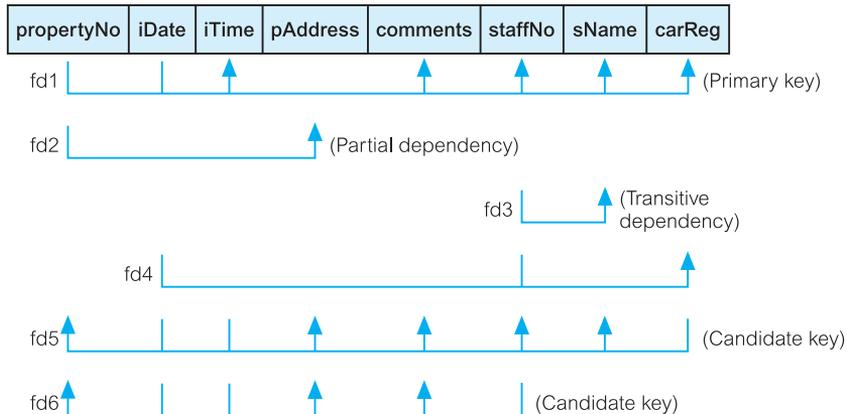 propertyNo iDate iTime pAddress comments staffNo sName carReg
fd1 (Primary key)
fd2 (Partial dependency)
fd3 (Transitive
dependency)
fd4
fd5 (Candidate key)
fd6 (Candidate key)